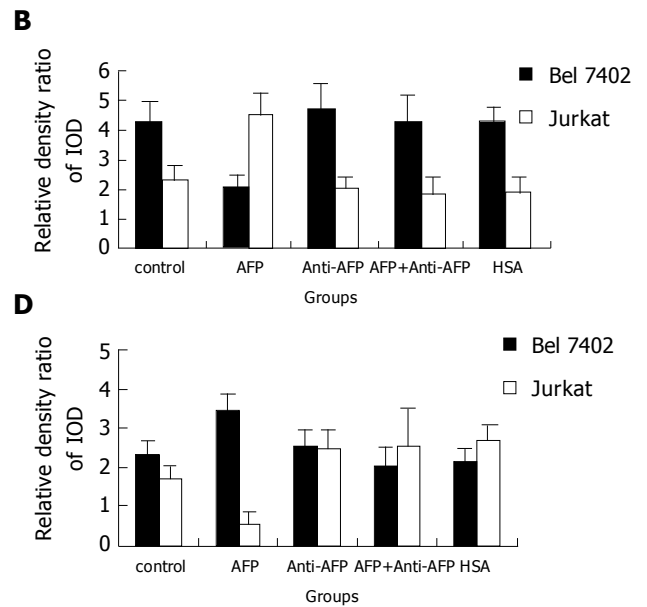 B
Relative density ratio
of IOD
6
5
4
3
2
1
0
Bel 7402
Jurkat
control AFP Anti-AFP AFP+Anti-AFP HSA
Groups
D
Relative density ratio
of IOD
5
4
3
2
1
0
Bel 7402
Jurkat
control AFP Anti-AFP AFP+Anti-AFP HSA
Groups